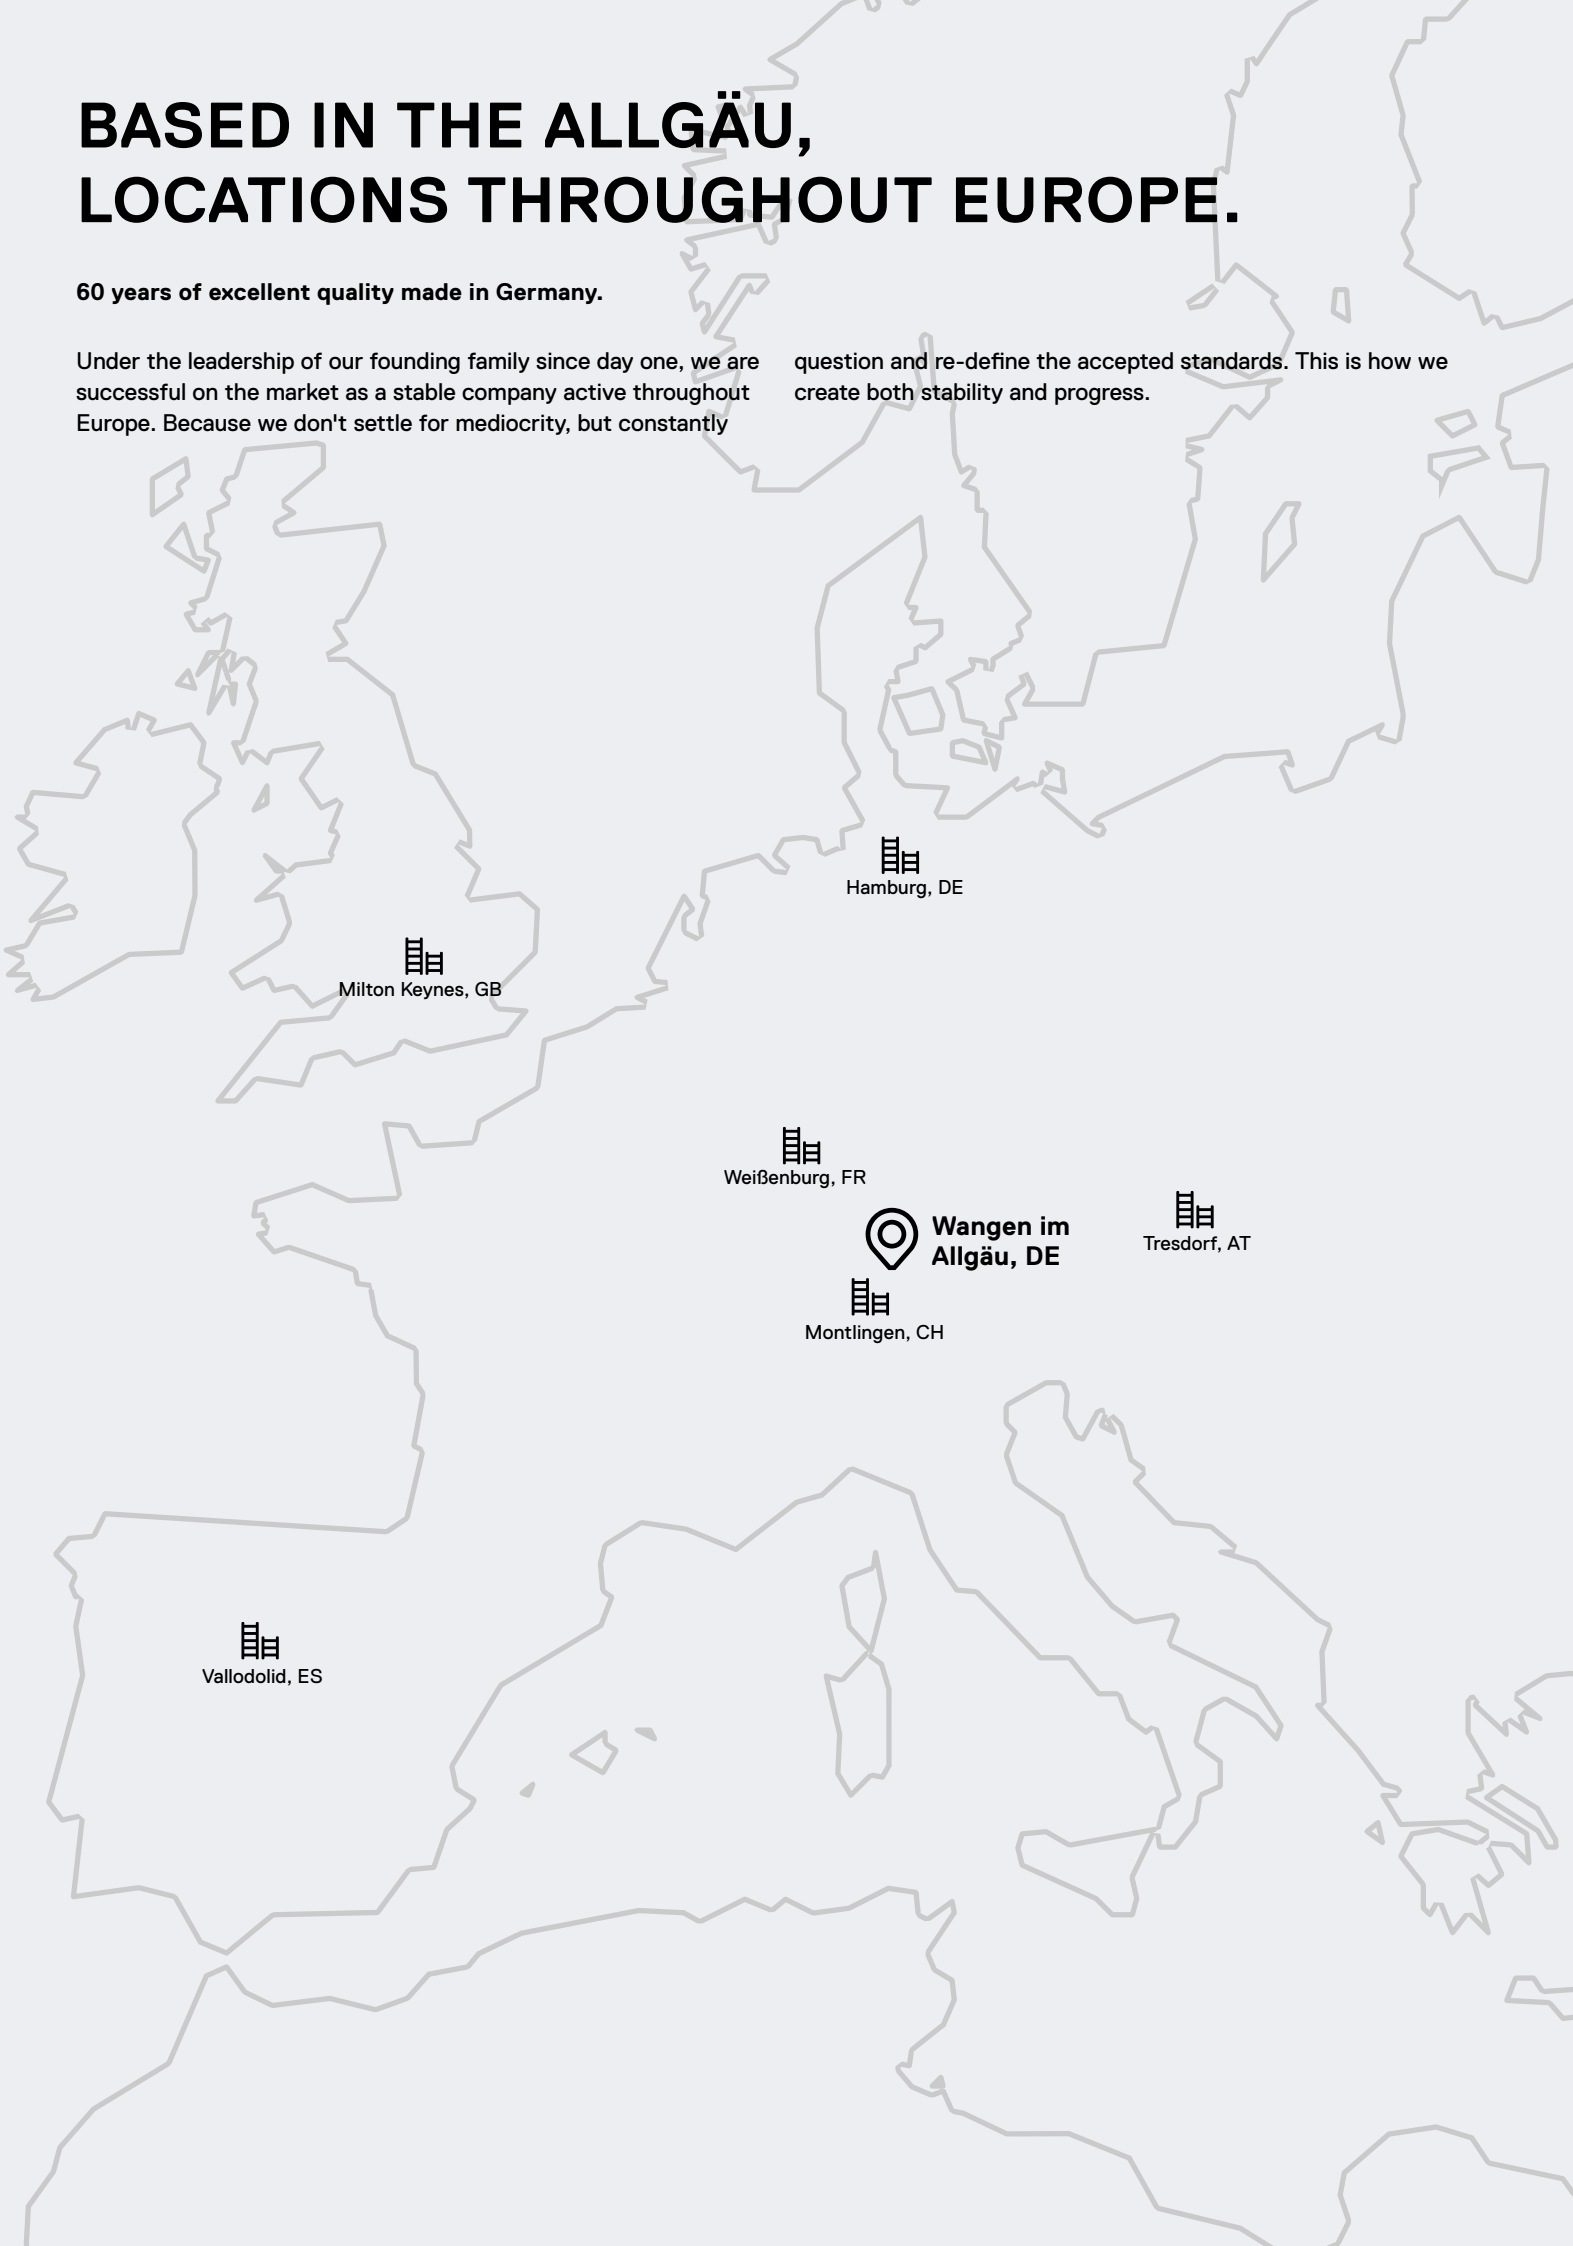 BASED IN THE ALLGÄU,
LOCATIONS THROUGHOUT EUROPE.
60 years of excellent quality made in Germany.
Under the leadership of our founding family since day one, we are
successful on the market as a stable company active throughout
Europe. Because we don't settle for mediocrity, but constantly
question and re-define the accepted standards. This is how we
create both stability and progress.
Hamburg, DE
Milton Keynes, GB
Weißenburg, FR
Wangen im
Allgäu, DE
Tresdorf, AT
Montlingen, CH
Vallodolid, ES